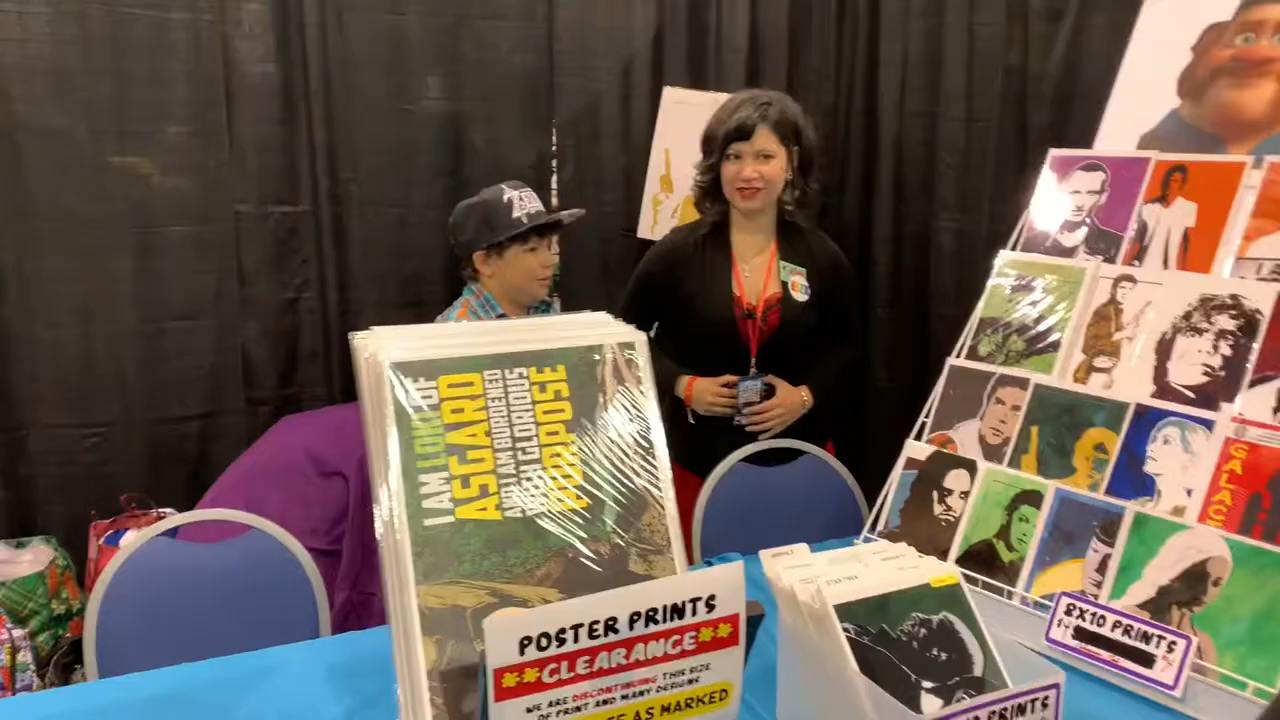 I AM LOKI OF
ASGARD
AND I AM BURDENED
WITH GLORIOUS
PURPOSE
POSTER PRINTS
CLEARANCE
WE ARE DISCONTINUING THIS SIZE
OF PRINT AND MANY DESIGNS
AS MARKED
STAR TREK
8X10 PRINTS
PRINTS